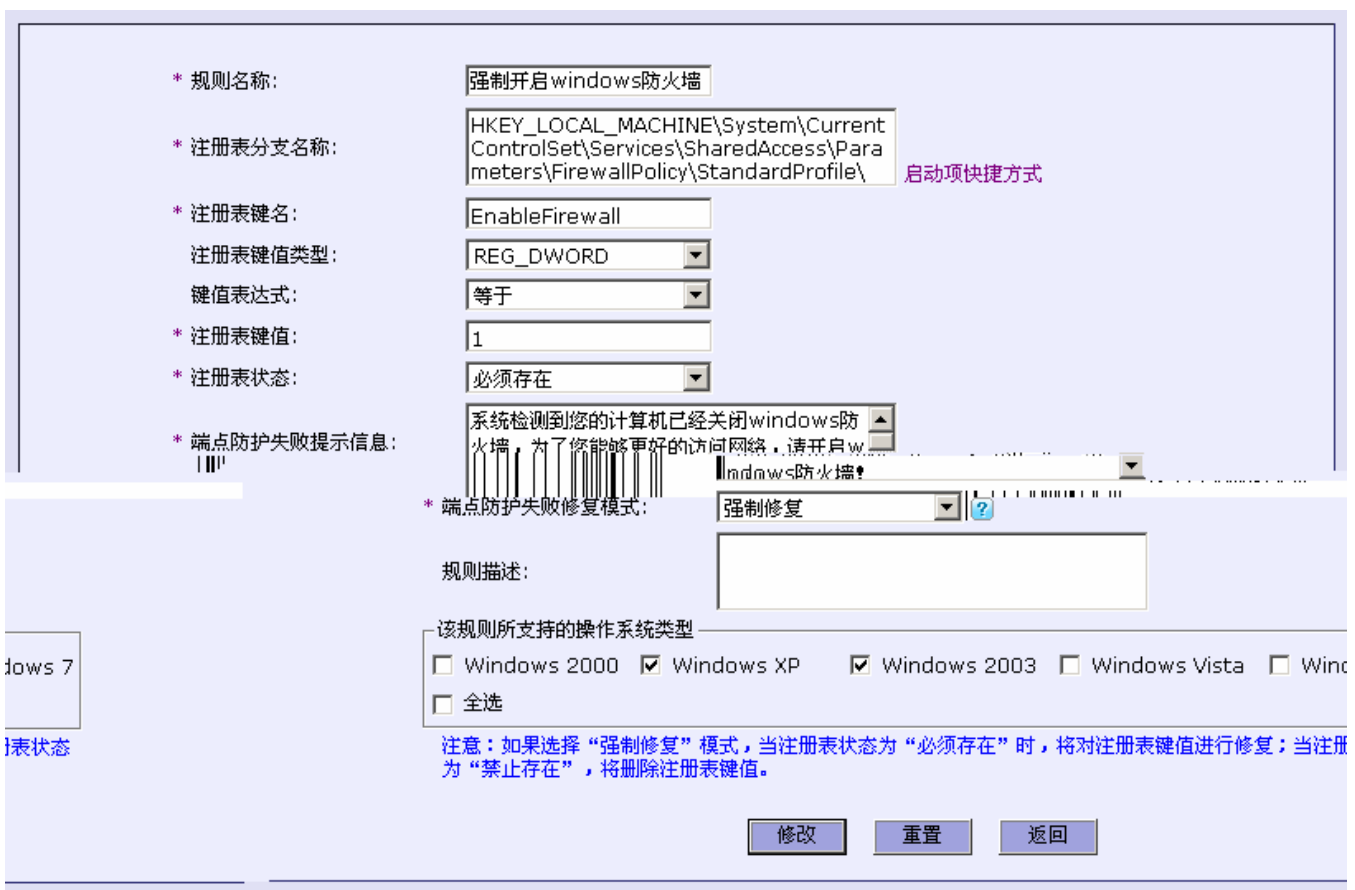 * 规则名称:
强制开启windows防火墙
* 注册表分支名称:
HKEY_LOCAL_MACHINE\System\Current
ControlSet\Services\SharedAccess\Para
meters\FirewallPolicy\StandardProfile\
启动项快捷方式
* 注册表键名:
EnableFirewall
注册表键值类型:
REG_DWORD
键值表达式:
等于
* 注册表键值:
1
* 注册表状态:
必须存在
* 端点防护失败提示信息:
系统检测到您的计算机已经关闭windows防
火墙，为了您能够更好的访问网络，请开启w
indows防火墙!
* 端点防护失败修复模式:
强制修复
?
规则描述:
该规则所支持的操作系统类型
Windows 2000
Windows XP
Windows 2003
Windows Vista
Wind
dows 7
全选
注意：如果选择“强制修复”模式，当注册表状态为“必须存在”时，将对注册表键值进行修复；当注册
册表状态
为“禁止存在”，将删除注册表键值。
修改
重置
返回